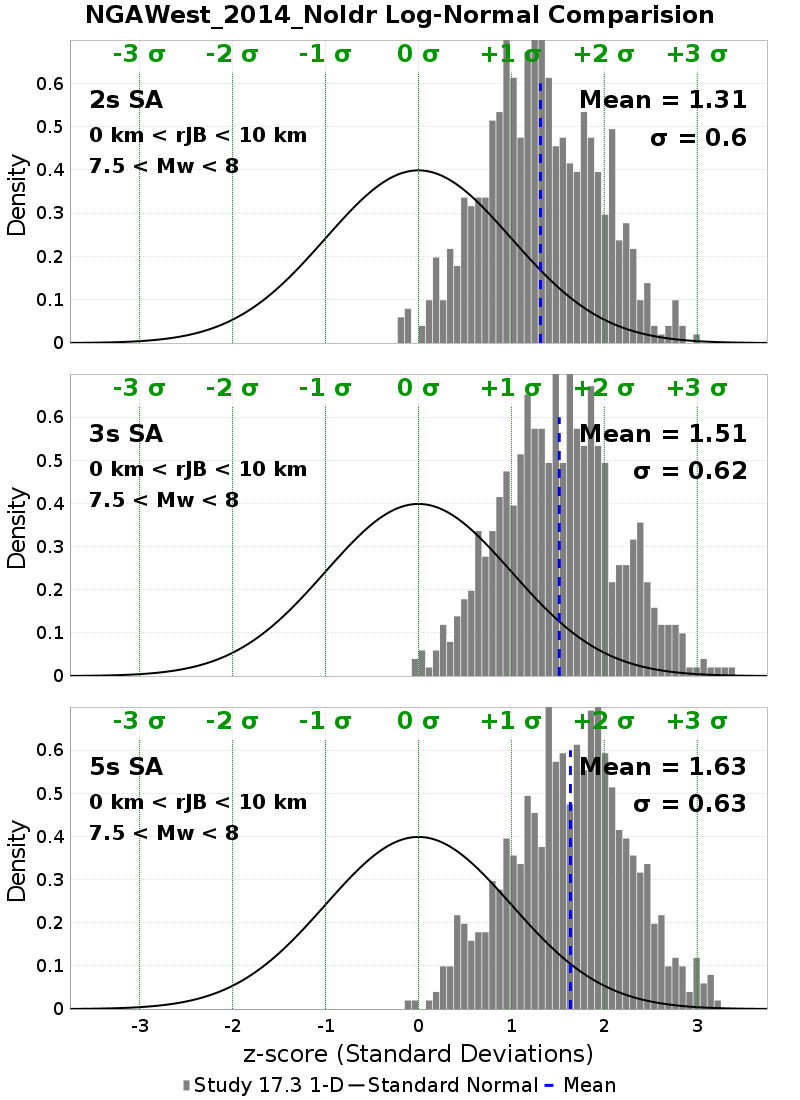 NGAWest_2014_NoIdr Log-Normal Comparision
-3 σ -2 σ -1 σ 0 σ +1 σ +2 σ +3 σ
2s SA Mean = 1.31
0 km < rJB < 10 km σ = 0.6
7.5 < Mw < 8
0.6
0.5
0.4
0.3
0.2
0.1
0
Density
-3 σ -2 σ -1 σ 0 σ +1 σ +2 σ +3 σ
3s SA Mean = 1.51
0 km < rJB < 10 km σ = 0.62
7.5 < Mw < 8
0.6
0.5
0.4
0.3
0.2
0.1
0
Density
-3 σ -2 σ -1 σ 0 σ +1 σ +2 σ +3 σ
5s SA Mean = 1.63
0 km < rJB < 10 km σ = 0.63
7.5 < Mw < 8
0.6
0.5
0.4
0.3
0.2
0.1
0
Density
-3 -2 -1 0 1 2 3
z-score (Standard Deviations)
Study 17.3 1-D Standard Normal Mean